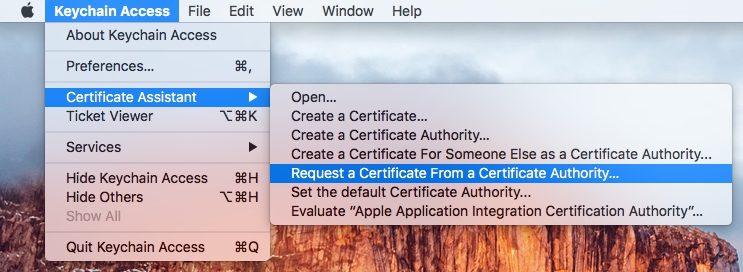 Keychain Access File Edit View Window Help
About Keychain Access
Preferences... ⌘,
Certificate Assistant ▶
Ticket Viewer ⌥⌘K
Services ▶
Hide Keychain Access ⌘H
Hide Others ⌥⌘H
Show All
Quit Keychain Access ⌘Q
Open...
Create a Certificate...
Create a Certificate Authority...
Create a Certificate For Someone Else as a Certificate Authority...
Request a Certificate From a Certificate Authority...
Set the default Certificate Authority...
Evaluate “Apple Application Integration Certification Authority”...